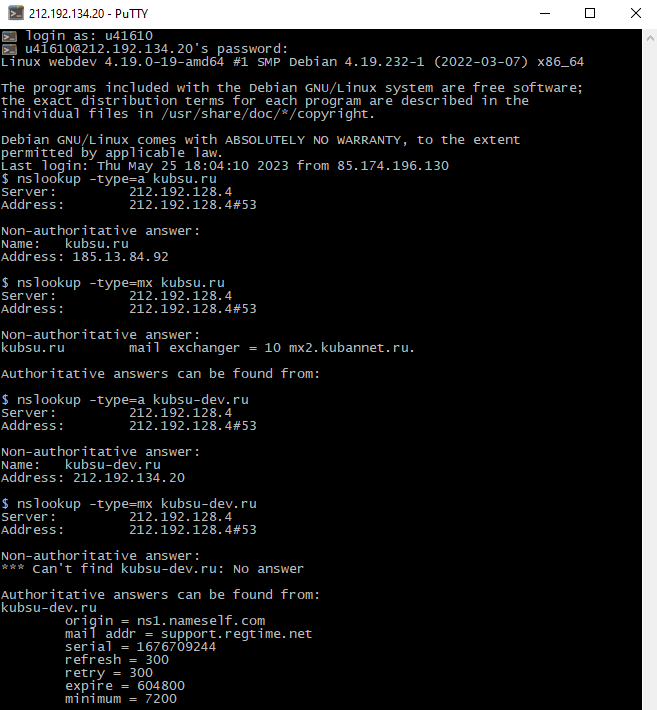 212.192.134.20 - PuTTY
login as: u41610
u41610@212.192.134.20's password:
Linux webdev 4.19.0-19-amd64 #1 SMP Debian 4.19.232-1 (2022-03-07) x86_64
The programs included with the Debian GNU/Linux system are free software;
the exact distribution terms for each program are described in the
individual files in /usr/share/doc/*/copyright.
Debian GNU/Linux comes with ABSOLUTELY NO WARRANTY, to the extent
permitted by applicable law.
Last login: Thu May 25 18:04:10 2023 from 85.174.196.130
$ nslookup -type=a kubsu.ru
Server:         212.192.128.4
Address:        212.192.128.4#53
Non-authoritative answer:
Name:   kubsu.ru
Address: 185.13.84.92
$ nslookup -type=mx kubsu.ru
Server:         212.192.128.4
Address:        212.192.128.4#53
Non-authoritative answer:
kubsu.ru        mail exchanger = 10 mx2.kubannet.ru.
Authoritative answers can be found from:
$ nslookup -type=a kubsu-dev.ru
Server:         212.192.128.4
Address:        212.192.128.4#53
Non-authoritative answer:
Name:   kubsu-dev.ru
Address: 212.192.134.20
$ nslookup -type=mx kubsu-dev.ru
Server:         212.192.128.4
Address:        212.192.128.4#53
Non-authoritative answer:
*** Can't find kubsu-dev.ru: No answer
Authoritative answers can be found from:
kubsu-dev.ru
        origin = ns1.nameself.com
        mail addr = support.regtime.net
        serial = 1676709244
        refresh = 300
        retry = 300
        expire = 604800
        minimum = 7200